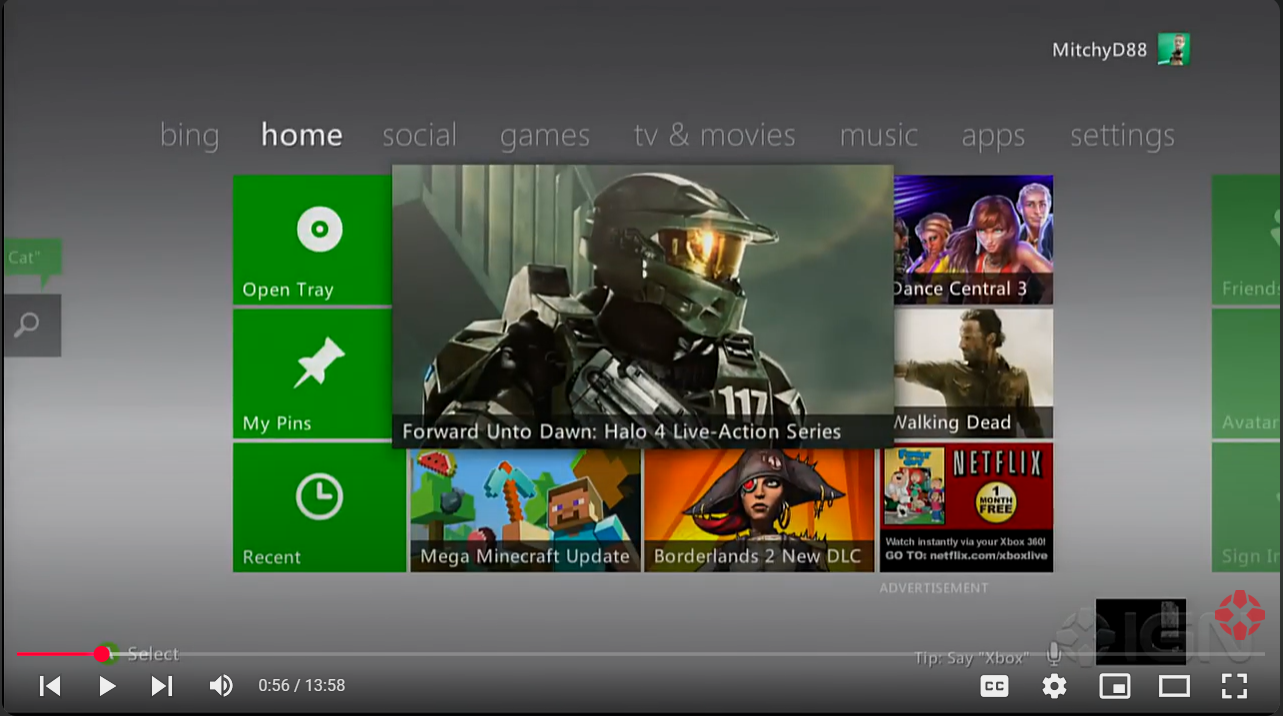 MitchyD88
bing home social games tv & movies music apps settings
Cat"
Open Tray
My Pins
Recent
117
Forward Unto Dawn: Halo 4 Live-Action Series
Dance Central 3
Walking Dead
Mega Minecraft Update
Borderlands 2 New DLC
Family Guy
NETFLIX
1
MONTH
FREE
Watch instantly via your Xbox 360!
GO TO: netflix.com/xboxlive
ADVERTISEMENT
Friends
Avatar
Sign In
IGN
Select
Tip: Say "Xbox"
0:56 / 13:58
CC